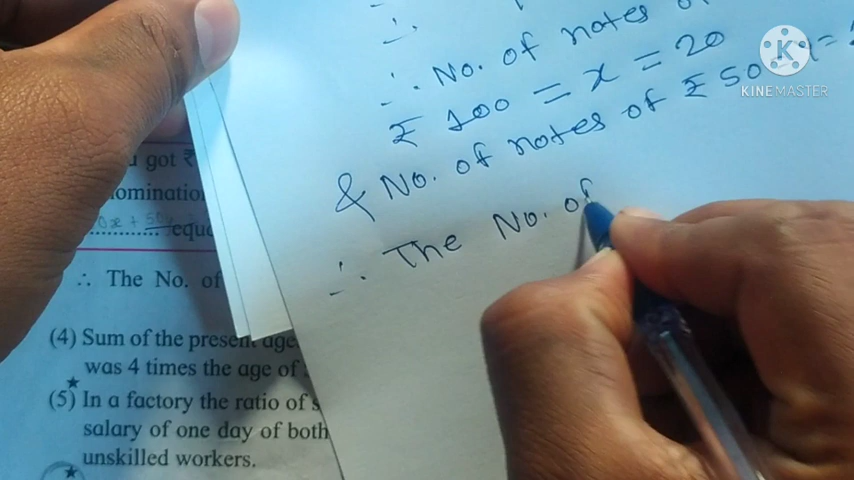 ∴ No. of notes of
₹ 100 = x = 20
& No. of notes of ₹ 50
∴ The No. of
KINEMASTER
got ₹
equ
∴ The No. of
(4) Sum of the present age
was 4 times the age of
(5) In a factory the ratio of s
salary of one day of both
unskilled workers.